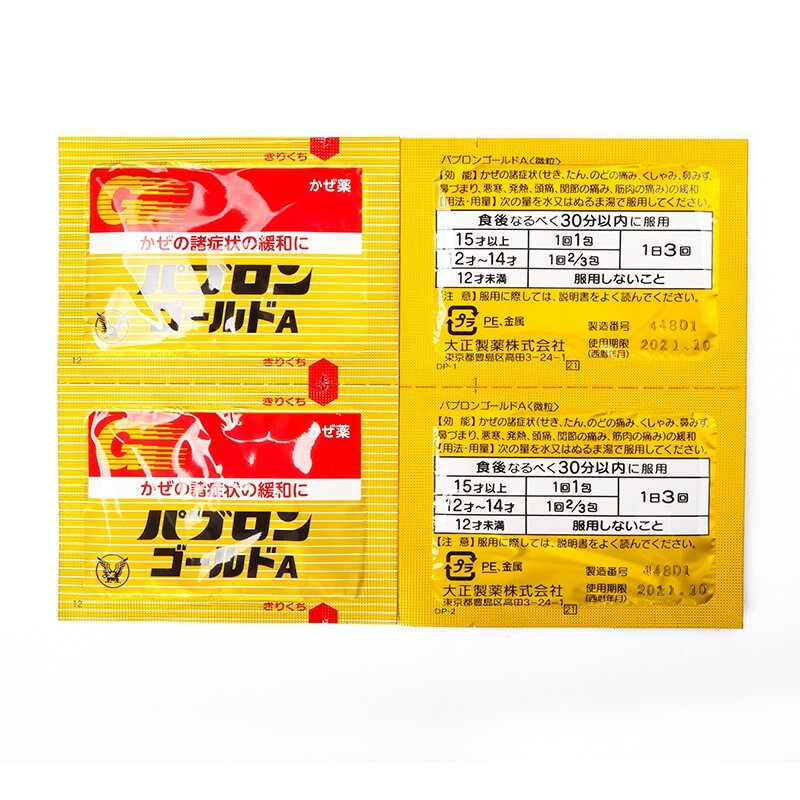 きりくち
G
かぜ薬
かぜの諸症状の緩和に
パブロン
ゴールドA
12
きりくち
きりくち
G
かぜ薬
かぜの諸症状の緩和に
パブロン
ゴールドA
12
きりくち
パブロンゴールドA<微粒>
【効 能】かぜの諸症状(せき、たん、のどの痛み、くしゃみ、鼻みず、
鼻づまり、悪寒、発熱、頭痛、関節の痛み、筋肉の痛み)の緩和
【用法・用量】次の量を水又はぬるま湯で服用してください。
食後なるべく30分以内に服用
15才以上 1回1包 1日3回
12才〜14才 1回2/3包
12才未満 服用しないこと
【注 意】服用に際しては、説明書をよく読んでください。
プラ PE、金属
製造番号 448D1
大正製薬株式会社 使用期限 2021.10
東京都豊島区高田3-24-1 (西暦年月)
DP-1 21
パブロンゴールドA<微粒>
【効 能】かぜの諸症状(せき、たん、のどの痛み、くしゃみ、鼻みず、
鼻づまり、悪寒、発熱、頭痛、関節の痛み、筋肉の痛み)の緩和
【用法・用量】次の量を水又はぬるま湯で服用してください。
食後なるべく30分以内に服用
15才以上 1回1包 1日3回
12才〜14才 1回2/3包
12才未満 服用しないこと
【注 意】服用に際しては、説明書をよく読んでください。
プラ PE、金属
製造番号 448D1
大正製薬株式会社 使用期限 2021.10
東京都豊島区高田3-24-1 (西暦年月)
DP-2 21